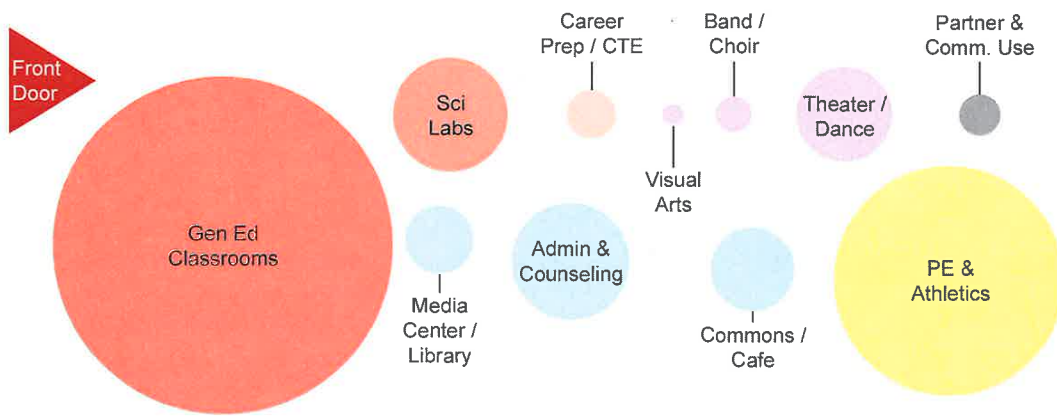 Front
Door
Career
Prep / CTE
Band /
Choir
Partner &
Comm. Use
Sci
Labs
Theater /
Dance
Visual
Arts
Gen Ed
Classrooms
Admin &
Counseling
PE &
Athletics
Media
Center /
Library
Commons /
Cafe